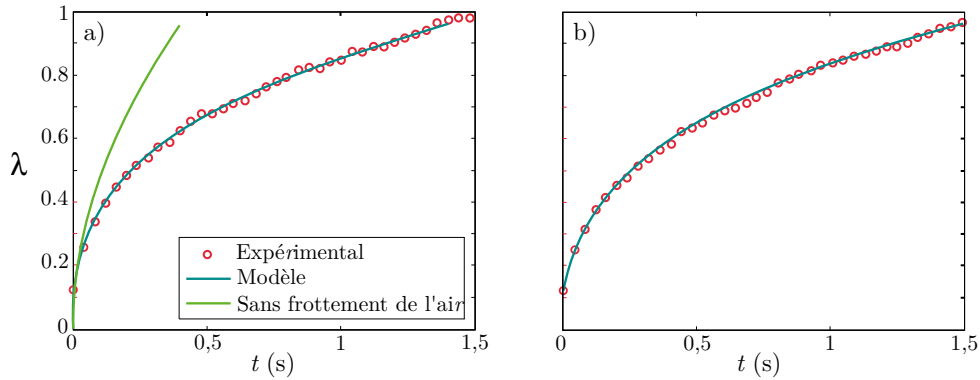 a)
1
0.8
0.6
0.4
0.2
0
λ
0
0,5
1
1,5
t (s)
Expérimental
Modèle
Sans frottement de l'air
b)
0
0,5
1
1,5
t (s)